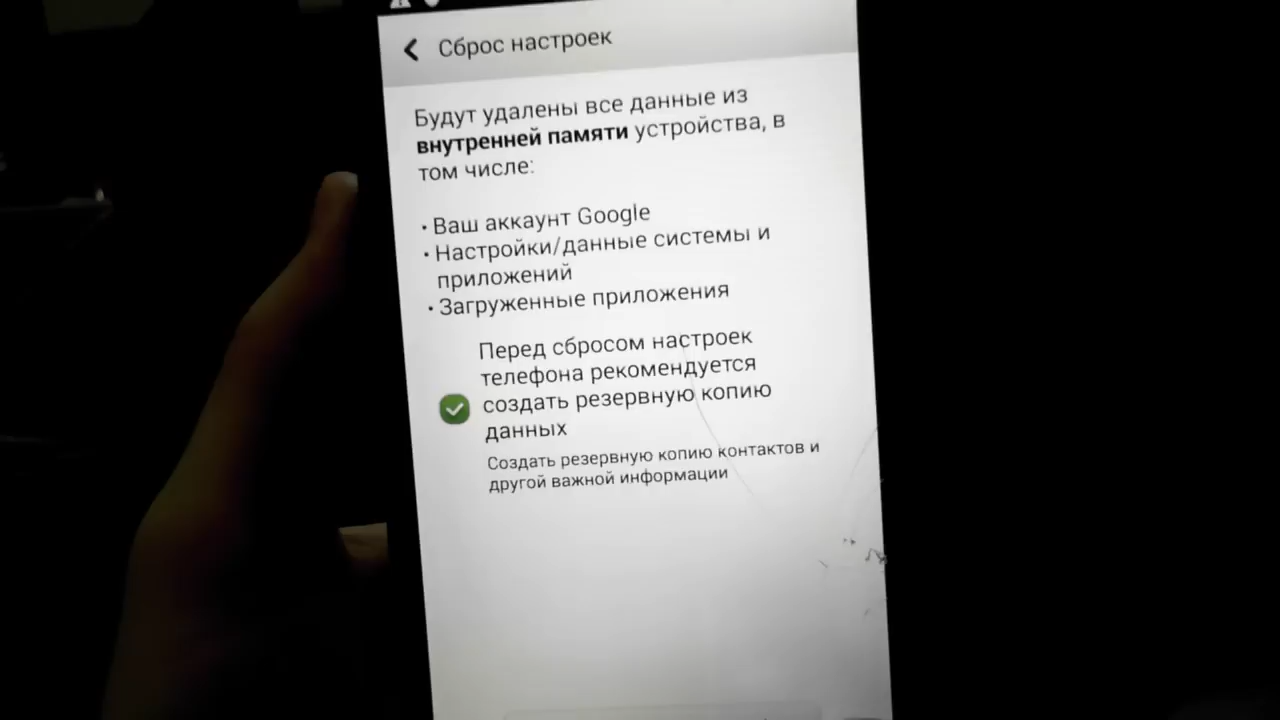 Сброс настроек
Будут удалены все данные из
внутренней памяти устройства, в
том числе:
• Ваш аккаунт Google
• Настройки/данные системы и
приложений
• Загруженные приложения
Перед сбросом настроек
телефона рекомендуется
создать резервную копию
данных
Создать резервную копию контактов и
другой важной информации